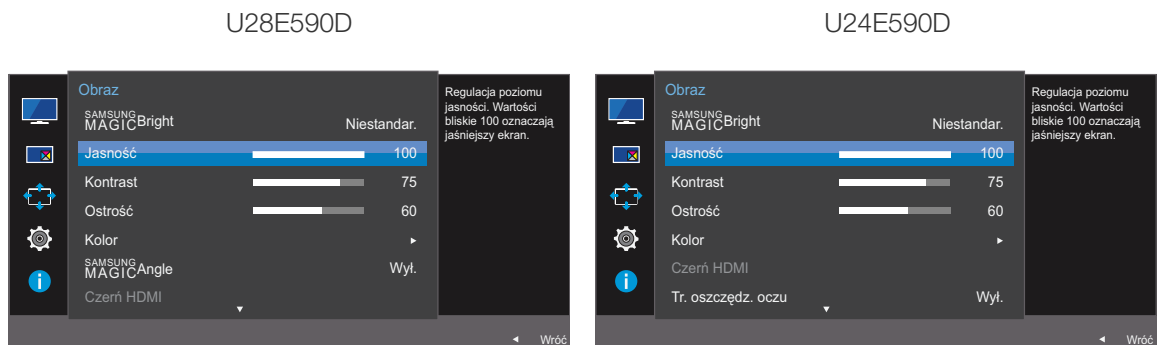 U28E590D
Obraz
SAMSUNG MAGICBright Niestandar.
Jasność 100
Kontrast 75
Ostrość 60
Kolor
SAMSUNG MAGICAngle Wył.
Czerń HDMI
Regulacja poziomu
jasności. Wartości
bliskie 100 oznaczają
jaśniejszy ekran.
Wróć
U24E590D
Obraz
SAMSUNG MAGICBright Niestandar.
Jasność 100
Kontrast 75
Ostrość 60
Kolor
Czerń HDMI
Tr. oszczędz. oczu Wył.
Regulacja poziomu
jasności. Wartości
bliskie 100 oznaczają
jaśniejszy ekran.
Wróć